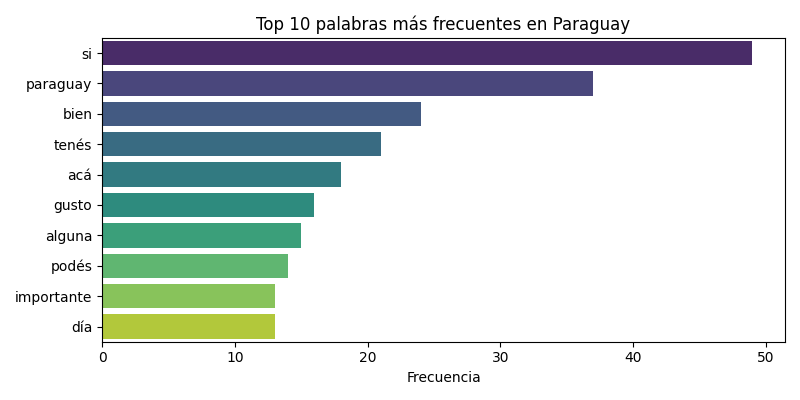 Top 10 palabras más frecuentes en Paraguay
si
paraguay
bien
tenés
acá
gusto
alguna
podés
importante
día
0 10 20 30 40 50
Frecuencia